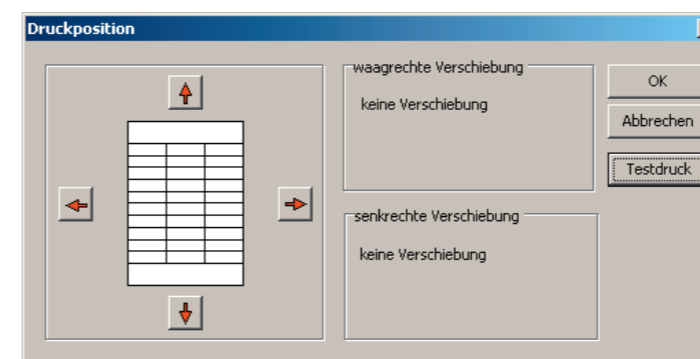 Druckposition
waagrechte Verschiebung
keine Verschiebung
senkrechte Verschiebung
keine Verschiebung
OK
Abbrechen
Testdruck